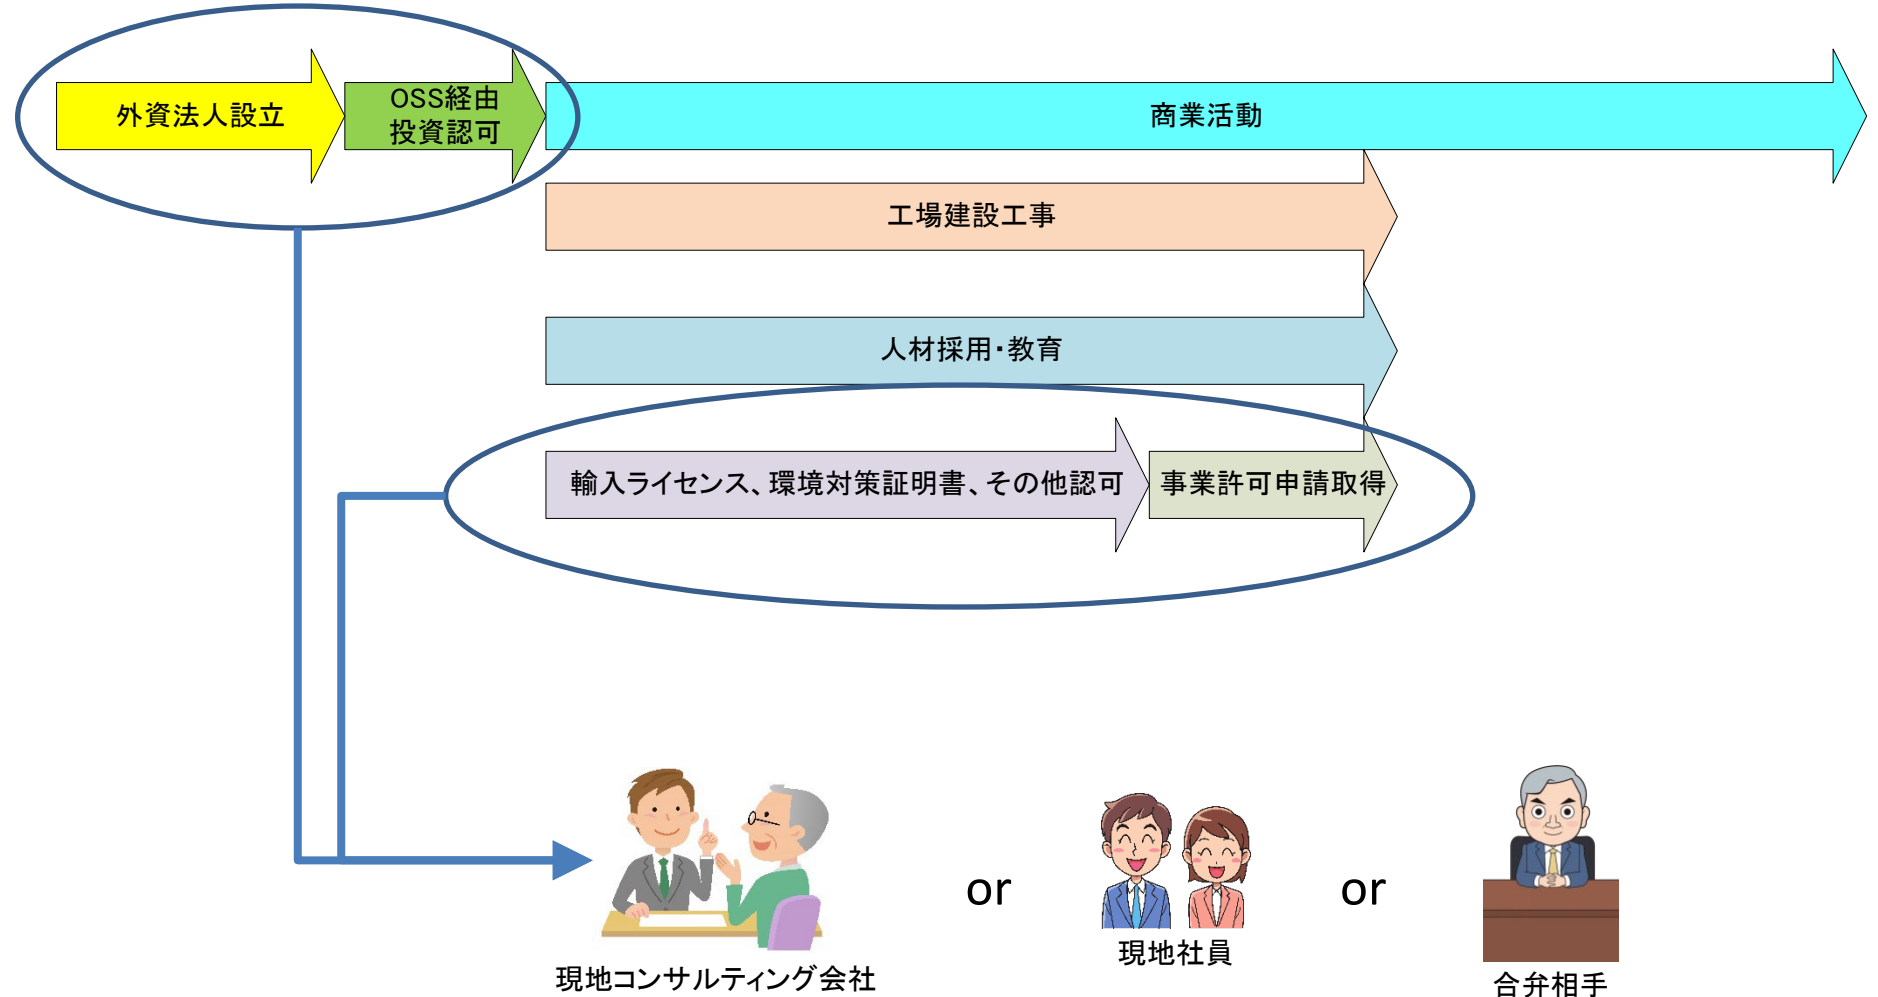 外資法人設立
OSS経由
投資認可
商業活動
工場建設工事
人材採用・教育
輸入ライセンス、環境対策証明書、その他認可
事業許可申請取得
or
or
現地社員
現地コンサルティング会社
合弁相手